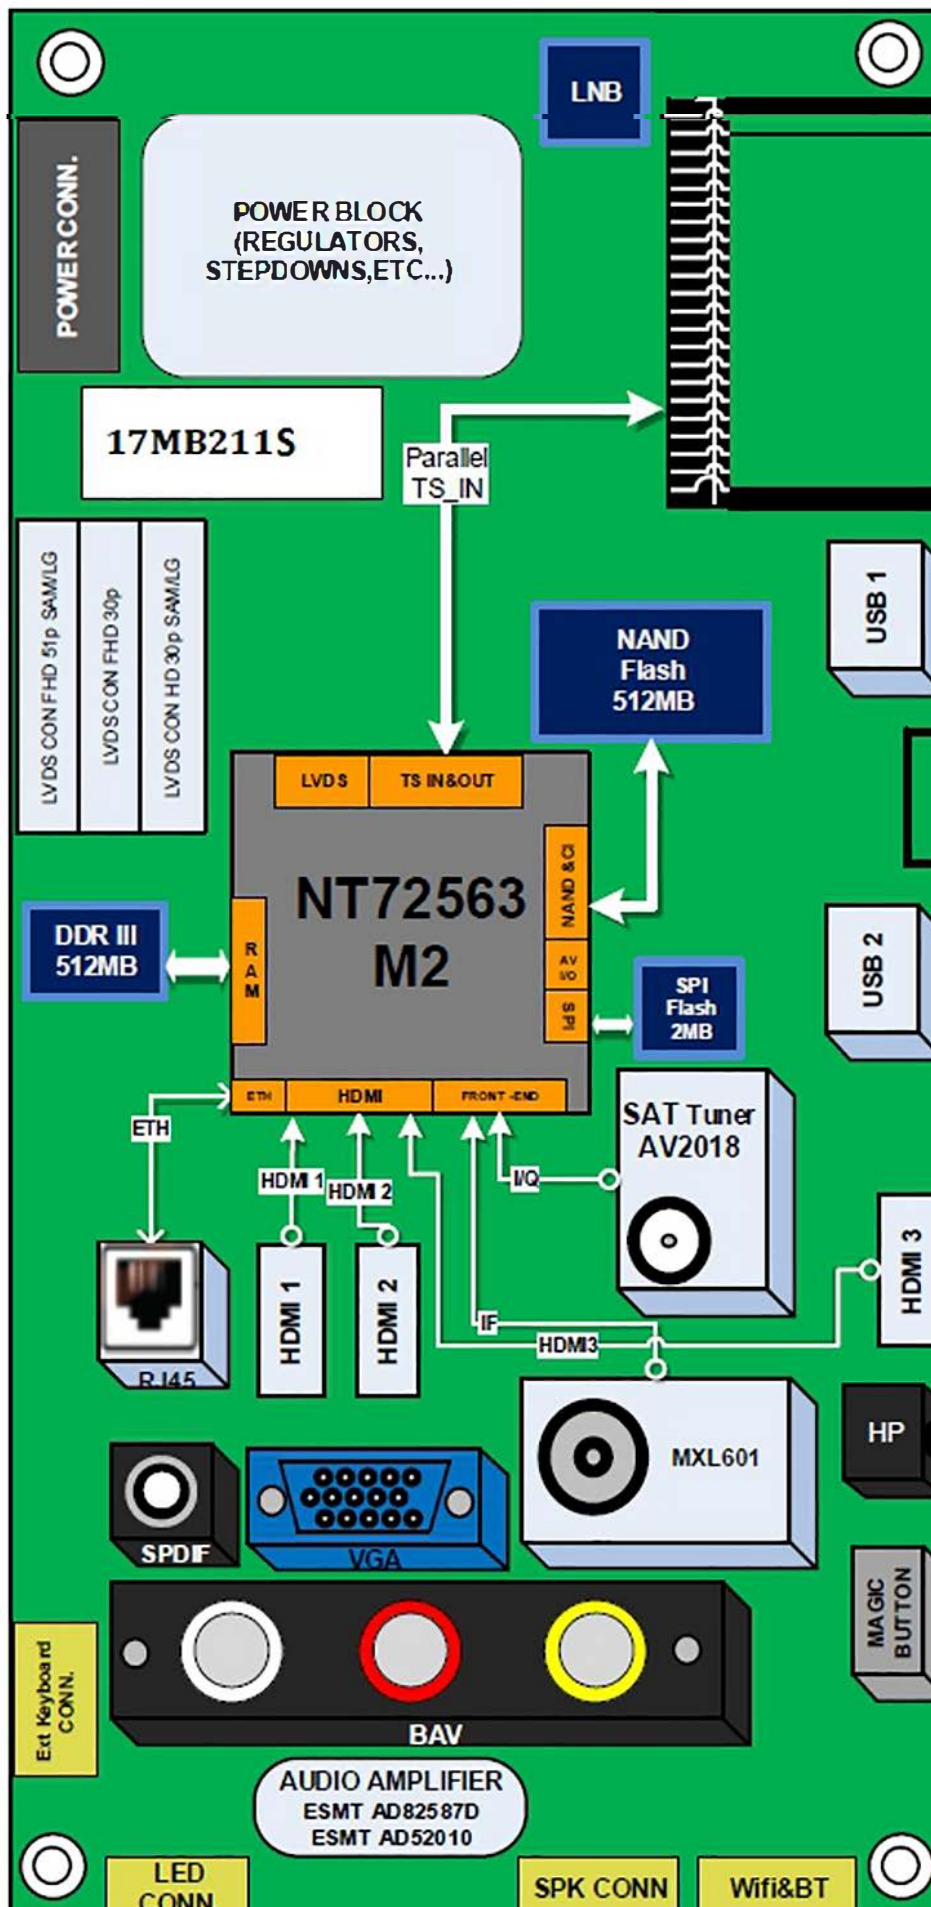 LNB
POWER CONN.
POWER BLOCK
(REGULATORS,
STEPDOWNS,ETC...)
17MB211S
Parallel
TS_IN
LVDS CON FHD 51p SAM/LG
LVDS CON FHD 30p
LVDS CON HD 30p SAM/LG
USB 1
NAND
Flash
512MB
LVDS
TS IN&OUT
NT72563
M2
NAND & CI
AV
I/O
SPI
RAM
DDR III
512MB
USB 2
SPI
Flash
2MB
ETH
HDMI
FRONT -END
SAT Tuner
AV2018
ETH
HDMI 1
HDMI 2
I/Q
HDMI 3
HDMI 1
HDMI 2
IF
HDMI3
RJ45
HP
MXL601
SPDIF
VGA
MAGIC
BUTTON
Ext Keyboard
CONN.
BAV
AUDIO AMPLIFIER
ESMT AD82587D
ESMT AD52010
LED
CONN
SPK CONN
Wifi&BT